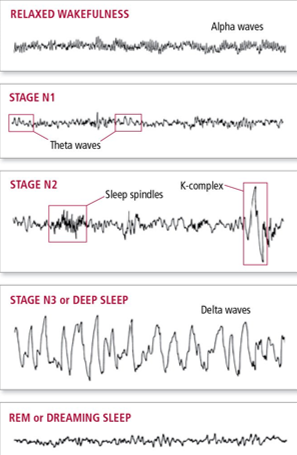 RELAXED WAKEFULNESS
Alpha waves
STAGE N1
Theta waves
STAGE N2
Sleep spindles
K-complex
STAGE N3 or DEEP SLEEP
Delta waves
REM or DREAMING SLEEP